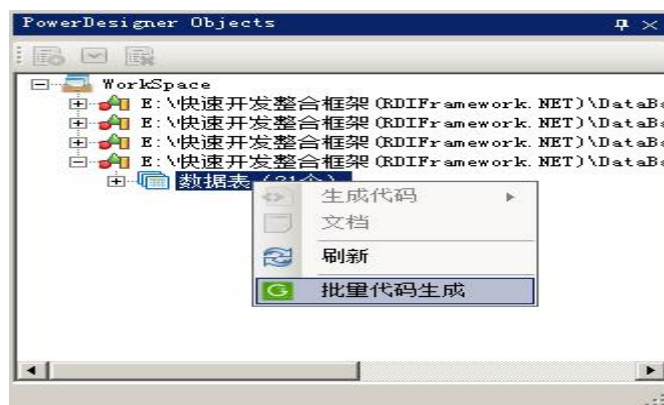 PowerDesigner Objects
WorkSpace
E:\快速开发整合框架(RDIFramework.NET)\DataBa
E:\快速开发整合框架(RDIFramework.NET)\DataBa
E:\快速开发整合框架(RDIFramework.NET)\DataBa
E:\快速开发整合框架(RDIFramework.NET)\DataBa
数据表(21个)
生成代码
文档
刷新
批量代码生成